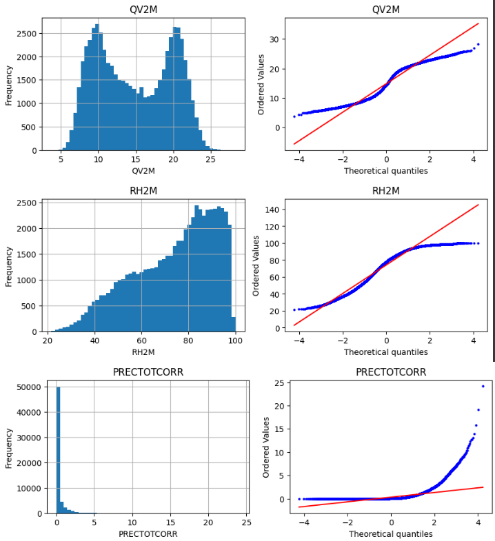 QV2M
2500
2000
1500
1000
500
0
Frequency
5 10 15 20 25
QV2M
QV2M
30
20
10
0
Ordered Values
−4 −2 0 2 4
Theoretical quantiles
RH2M
2500
2000
1500
1000
500
0
Frequency
20 40 60 80 100
RH2M
RH2M
140
120
100
80
60
40
20
0
Ordered Values
−4 −2 0 2 4
Theoretical quantiles
PRECTOTCORR
50000
40000
30000
20000
10000
0
Frequency
0 5 10 15 20 25
PRECTOTCORR
PRECTOTCORR
25
20
15
10
5
0
Ordered Values
−4 −2 0 2 4
Theoretical quantiles